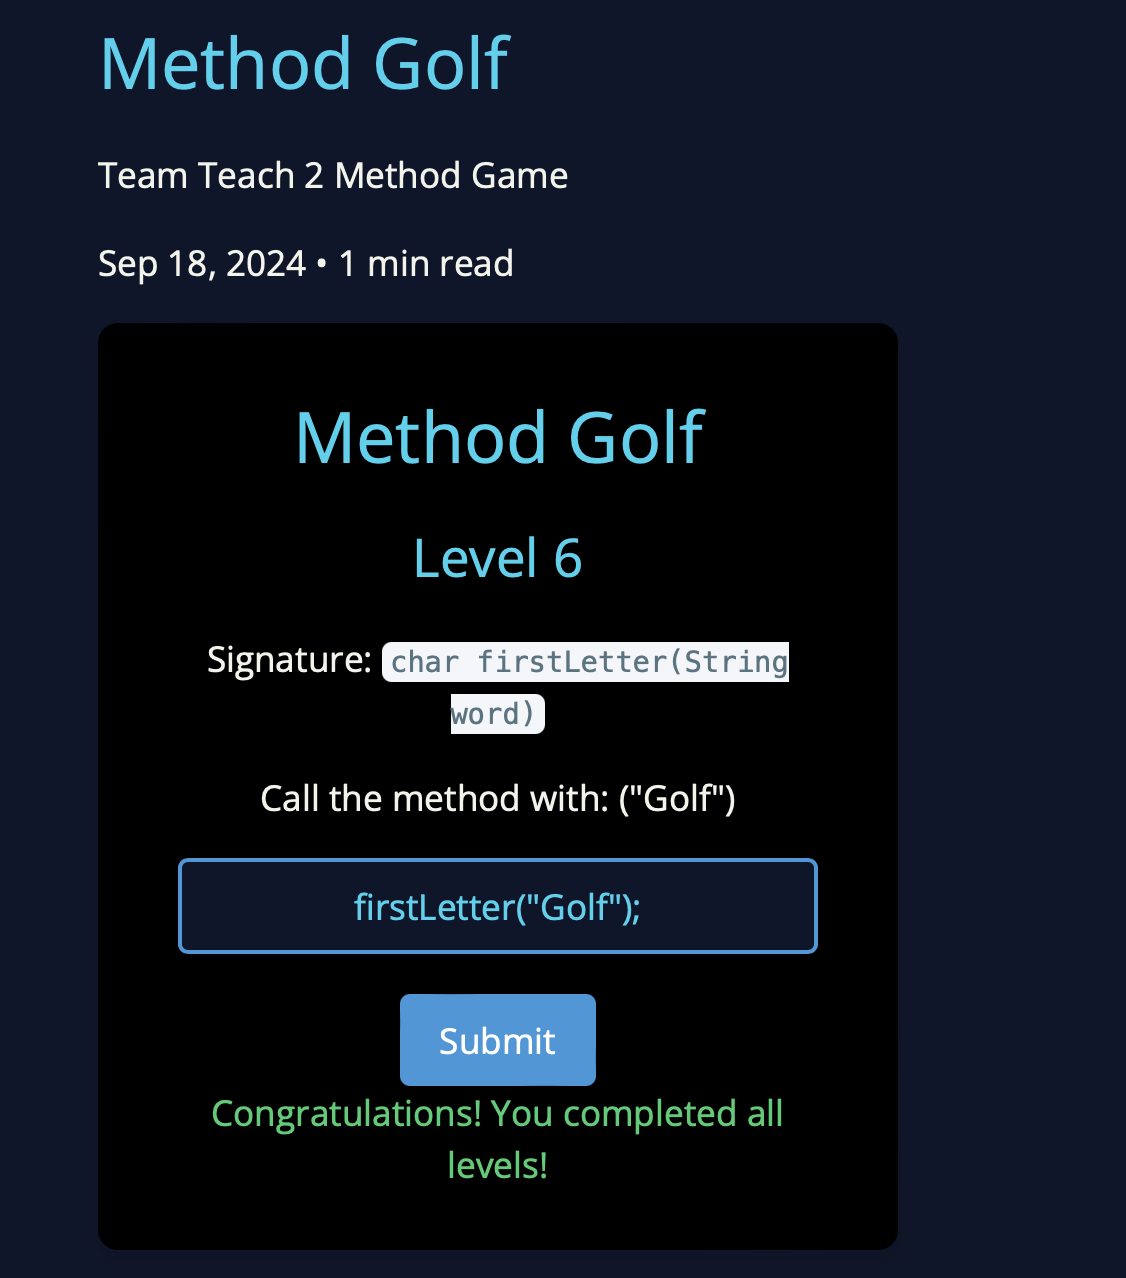 Method Golf
Team Teach 2 Method Game
Sep 18, 2024 • 1 min read
Method Golf
Level 6
Signature: char firstLetter(String
word)
Call the method with: ("Golf")
firstLetter("Golf");
Submit
Congratulations! You completed all
levels!